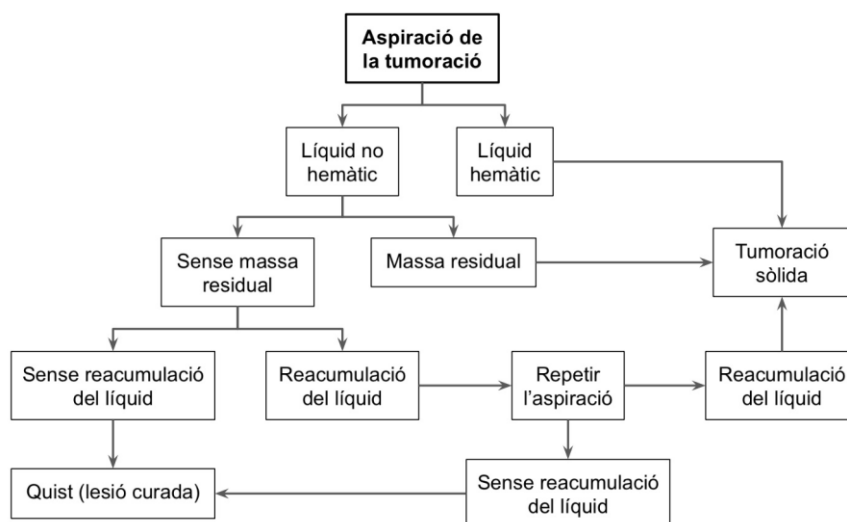 Aspiració de
la tumoració
Líquid no
hemàtic
Líquid
hemàtic
Sense massa
residual
Massa residual
Tumoració
sòlida
Sense reacumulació
del líquid
Reacumulació
del líquid
Repetir
l'aspiració
Reacumulació
del líquid
Quist (lesió curada)
Sense reacumulació
del líquid